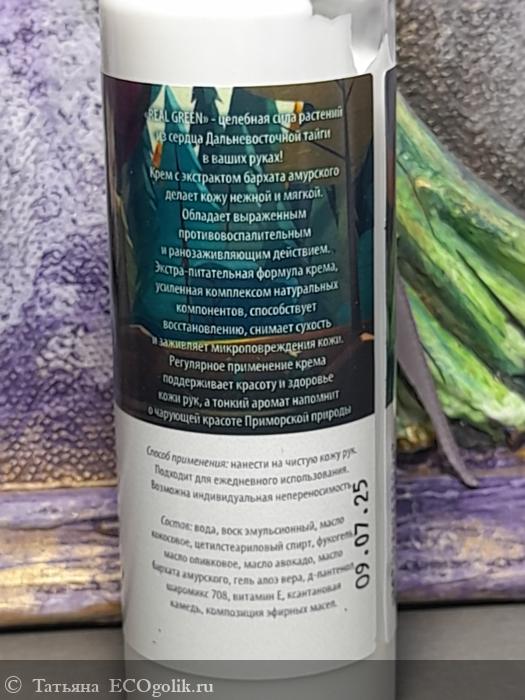 «REAL GREEN» - целебная сила растений
из сердца Дальневосточной тайги
в ваших руках!
Крем с экстрактом бархата амурского
делает кожу нежной и мягкой.
Обладает выраженным
противовоспалительным
и ранозаживляющим действием.
Экстра-питательная формула крема,
усиленная комплексом натуральных
компонентов, способствует
восстановлению, снимает сухость
и заживляет микроповреждения кожи.
Регулярное применение крема
поддерживает красоту и здоровье
кожи рук, а тонкий аромат напомнит
о чарующей красоте Приморской природы
Способ применения: нанести на чистую кожу рук.
Подходит для ежедневного использования.
Возможна индивидуальная непереносимость
Состав: вода, воск эмульсионный, масло
кокосовое, цетилстеариловый спирт, фукогель,
масло оливковое, масло авокадо, масло
бархата амурского, гель алоэ вера, д-пантенол,
шаромикс 708, витамин Е, ксантановая
камедь, композиция эфирных масел.
09.07.25
© Татьяна ECOgolik.ru